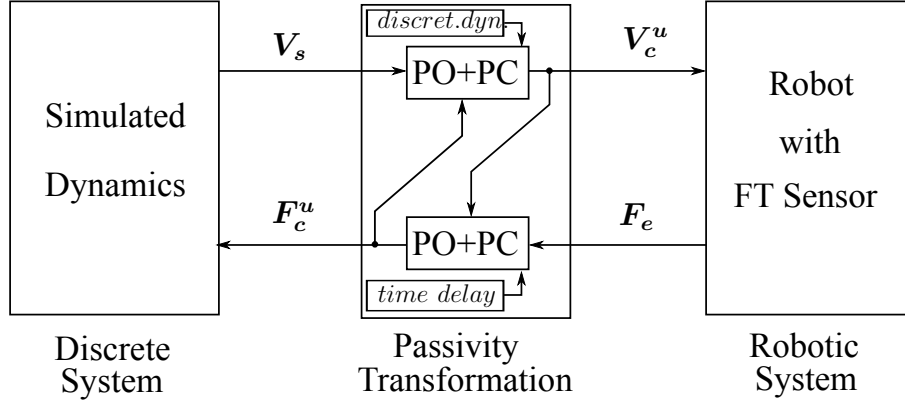 discret.dyn.
V_s
V_c^u
PO+PC
Simulated
Dynamics
Robot
with
FT Sensor
F_c^u
F_e
PO+PC
time delay
Discrete
System
Passivity
Transformation
Robotic
System